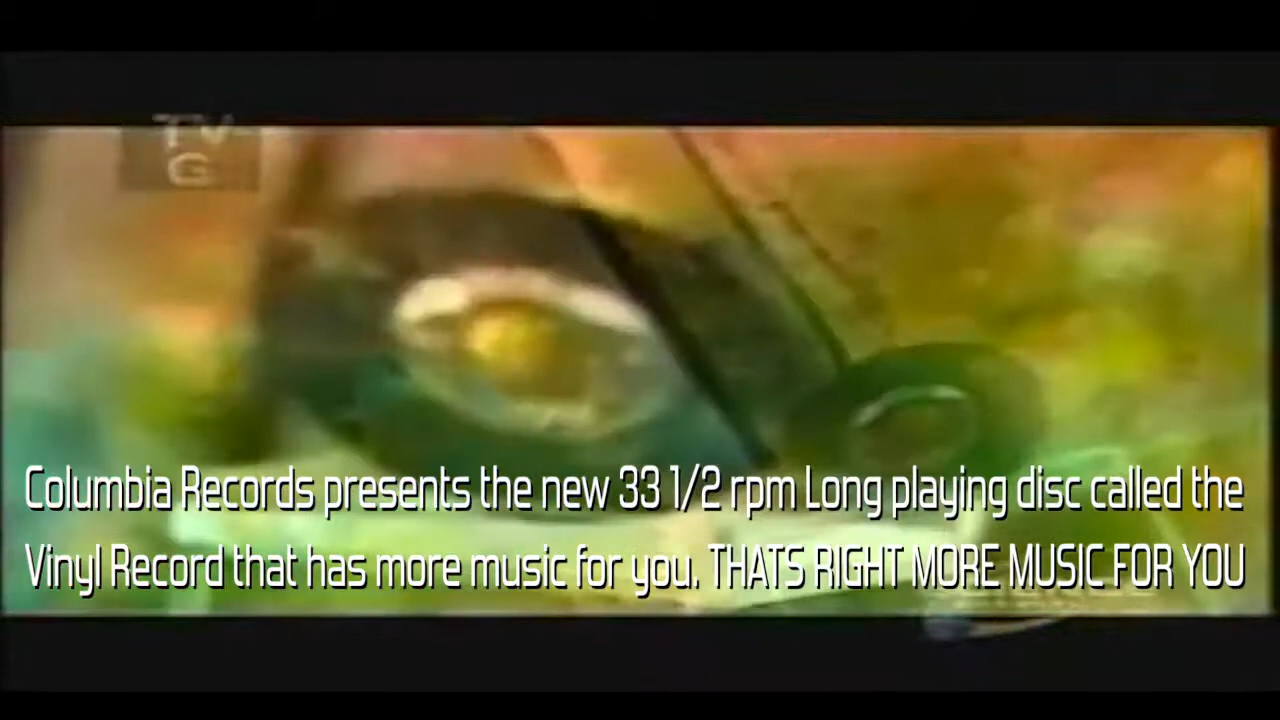 TV-
G
Columbia Records presents the new 33 1/2 rpm Long playing disc called the
Vinyl Record that has more music for you. THATS RIGHT MORE MUSIC FOR YOU